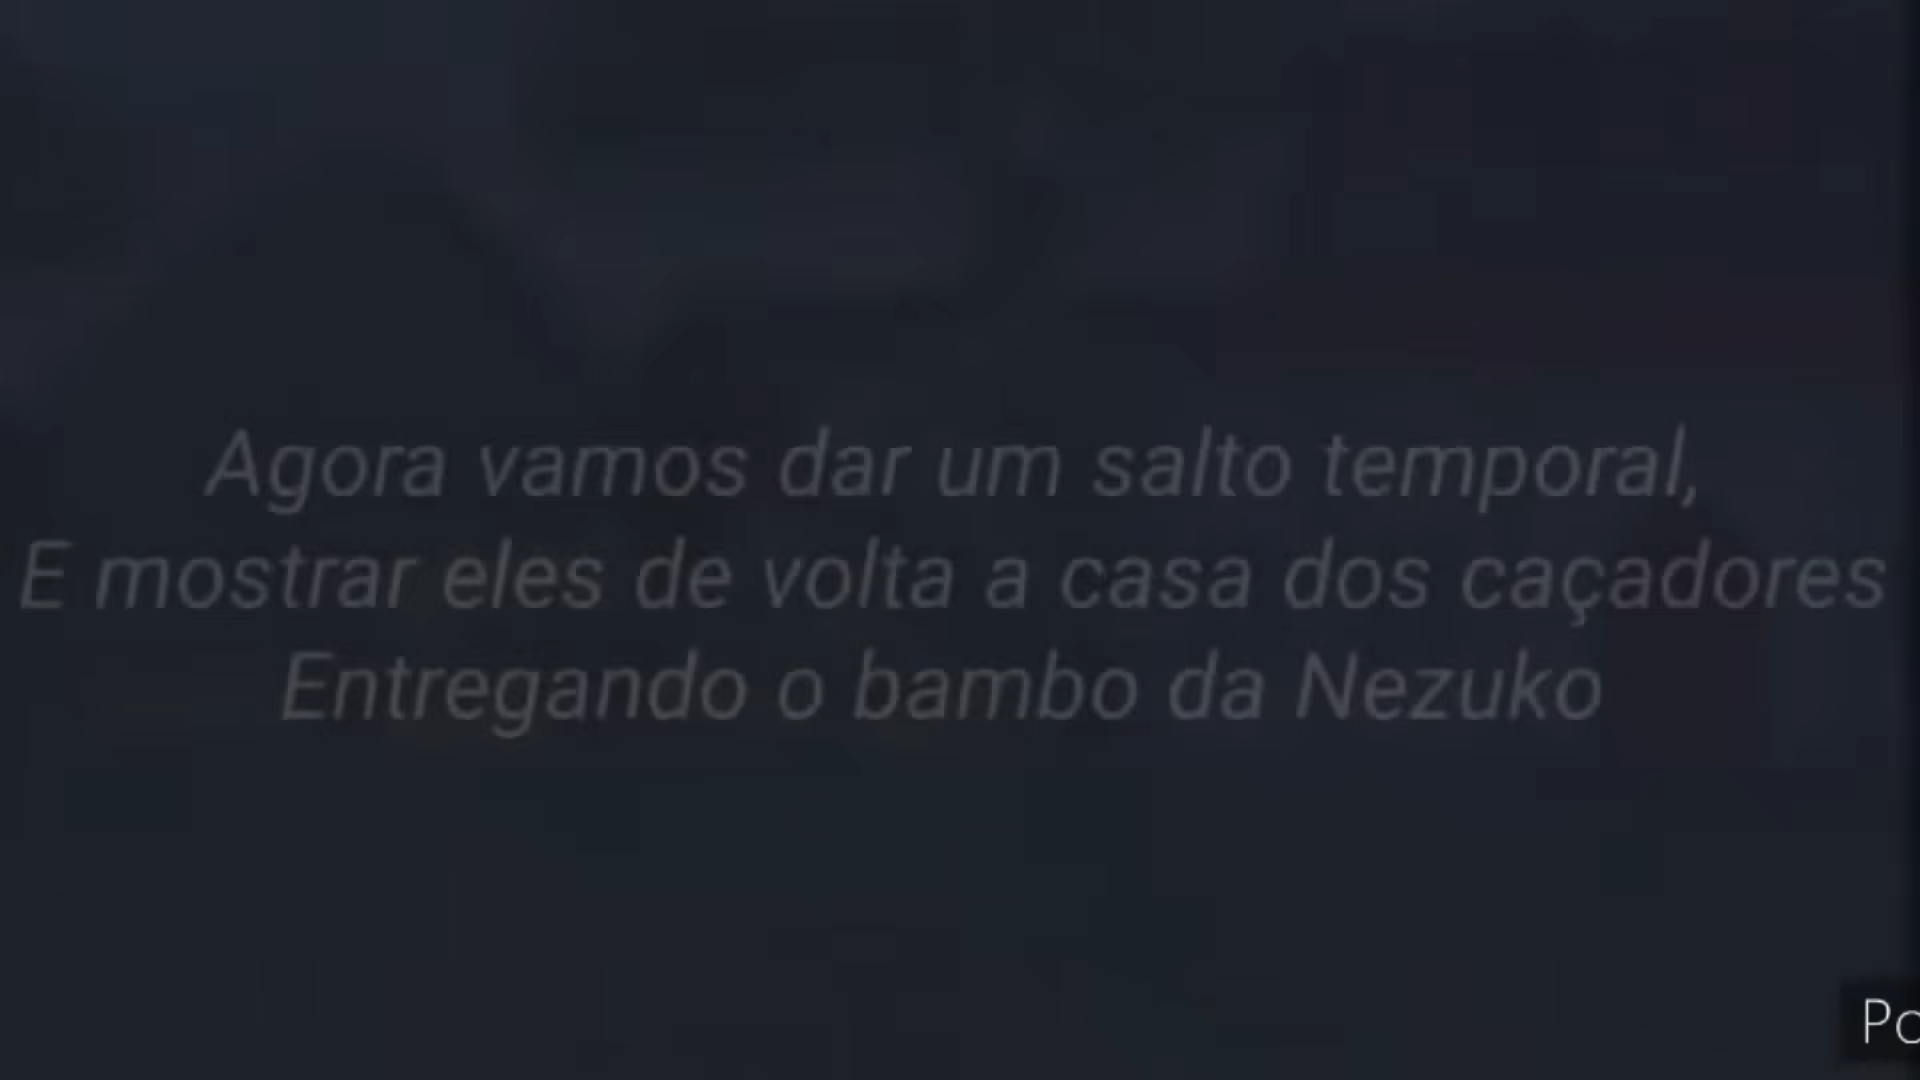 Agora vamos dar um salto temporal,
E mostrar eles de volta a casa dos caçadores
Entregando o bambo da Nezuko